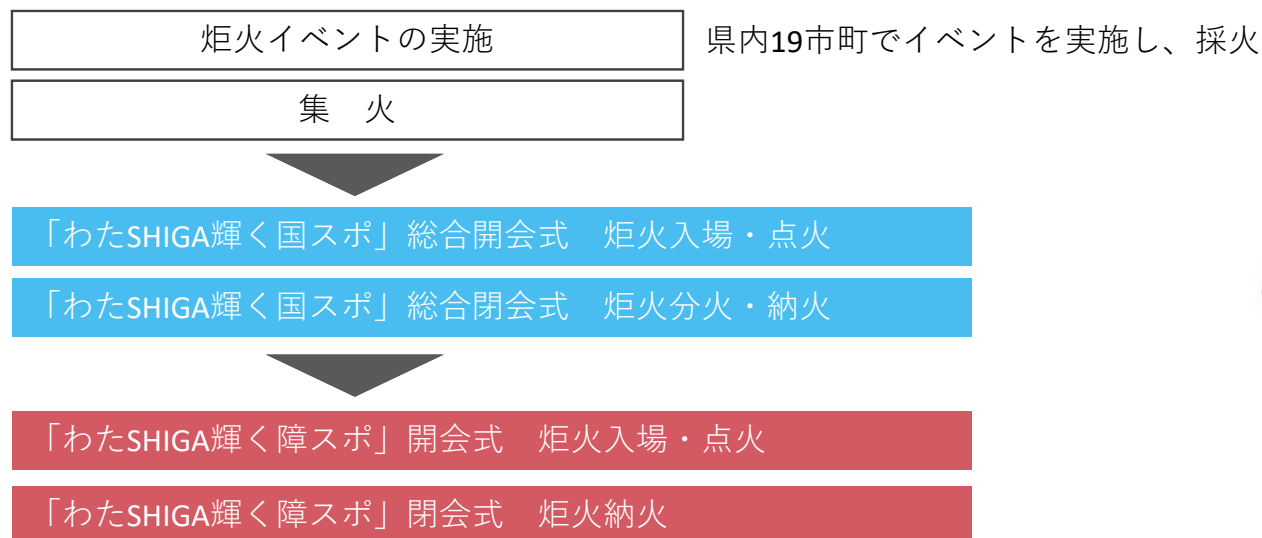 炬火イベントの実施　県内19市町でイベントを実施し、採火
集　火
「わたSHIGA輝く国スポ」総合開会式　炬火入場・点火
「わたSHIGA輝く国スポ」総合閉会式　炬火分火・納火
「わたSHIGA輝く障スポ」開会式　炬火入場・点火
「わたSHIGA輝く障スポ」閉会式　炬火納火